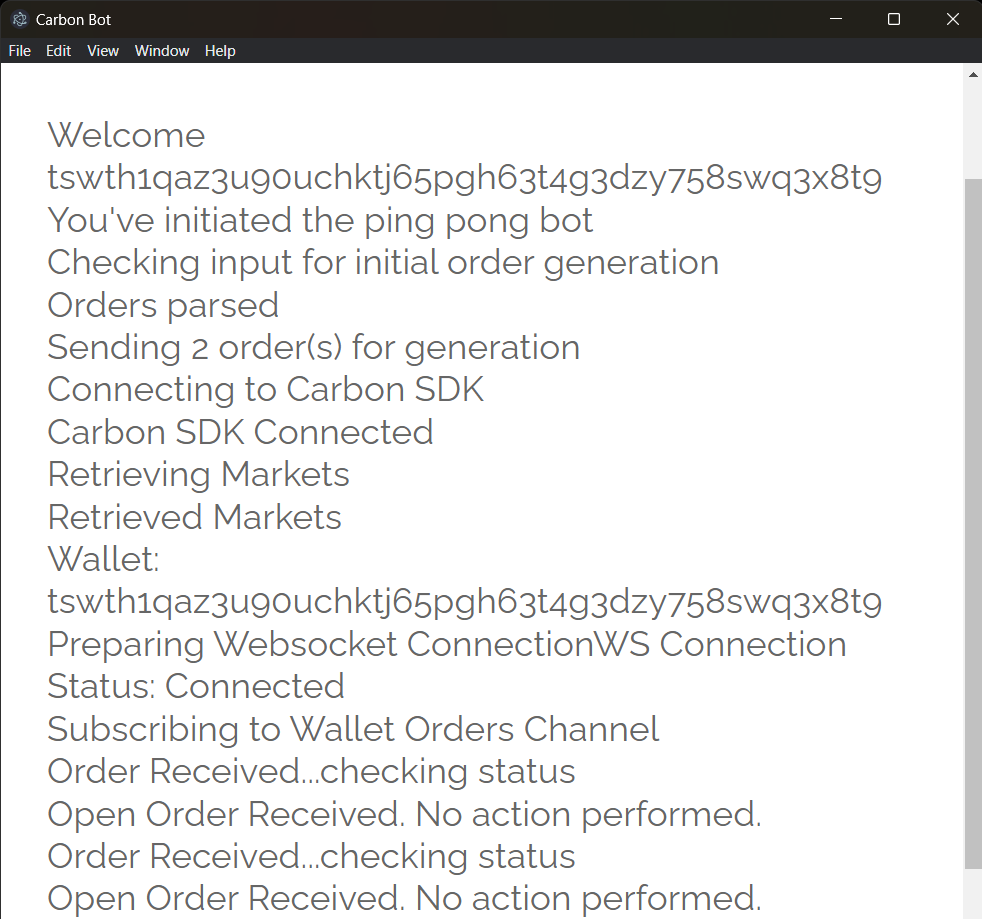 Carbon Bot
File Edit View Window Help
Welcome
tswth1qaz3u90uchktj65pgh63t4g3dzy758swq3x8t9
You've initiated the ping pong bot
Checking input for initial order generation
Orders parsed
Sending 2 order(s) for generation
Connecting to Carbon SDK
Carbon SDK Connected
Retrieving Markets
Retrieved Markets
Wallet:
tswth1qaz3u90uchktj65pgh63t4g3dzy758swq3x8t9
Preparing Websocket ConnectionWS Connection
Status: Connected
Subscribing to Wallet Orders Channel
Order Received...checking status
Open Order Received. No action performed.
Order Received...checking status
Open Order Received. No action performed.